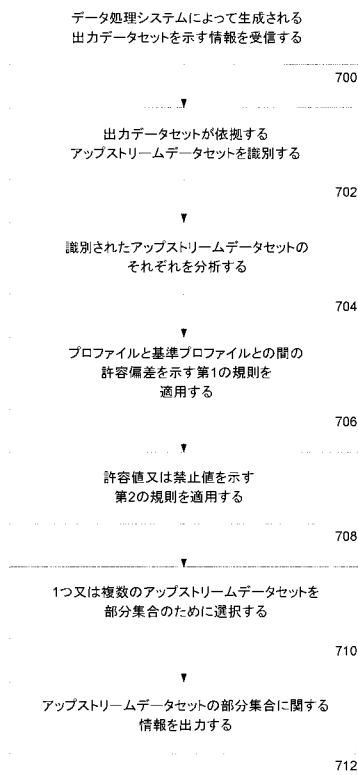 データ処理システムによって生成される
出力データセットを示す情報を受信する
700
出力データセットが依拠する
アップストリームデータセットを識別する
702
識別されたアップストリームデータセットの
それぞれを分析する
704
プロファイルと基準プロファイルとの間の
許容偏差を示す第1の規則を
適用する
706
許容値又は禁止値を示す
第2の規則を適用する
708
1つ又は複数のアップストリームデータセットを
部分集合のために選択する
710
アップストリームデータセットの部分集合に関する
情報を出力する
712